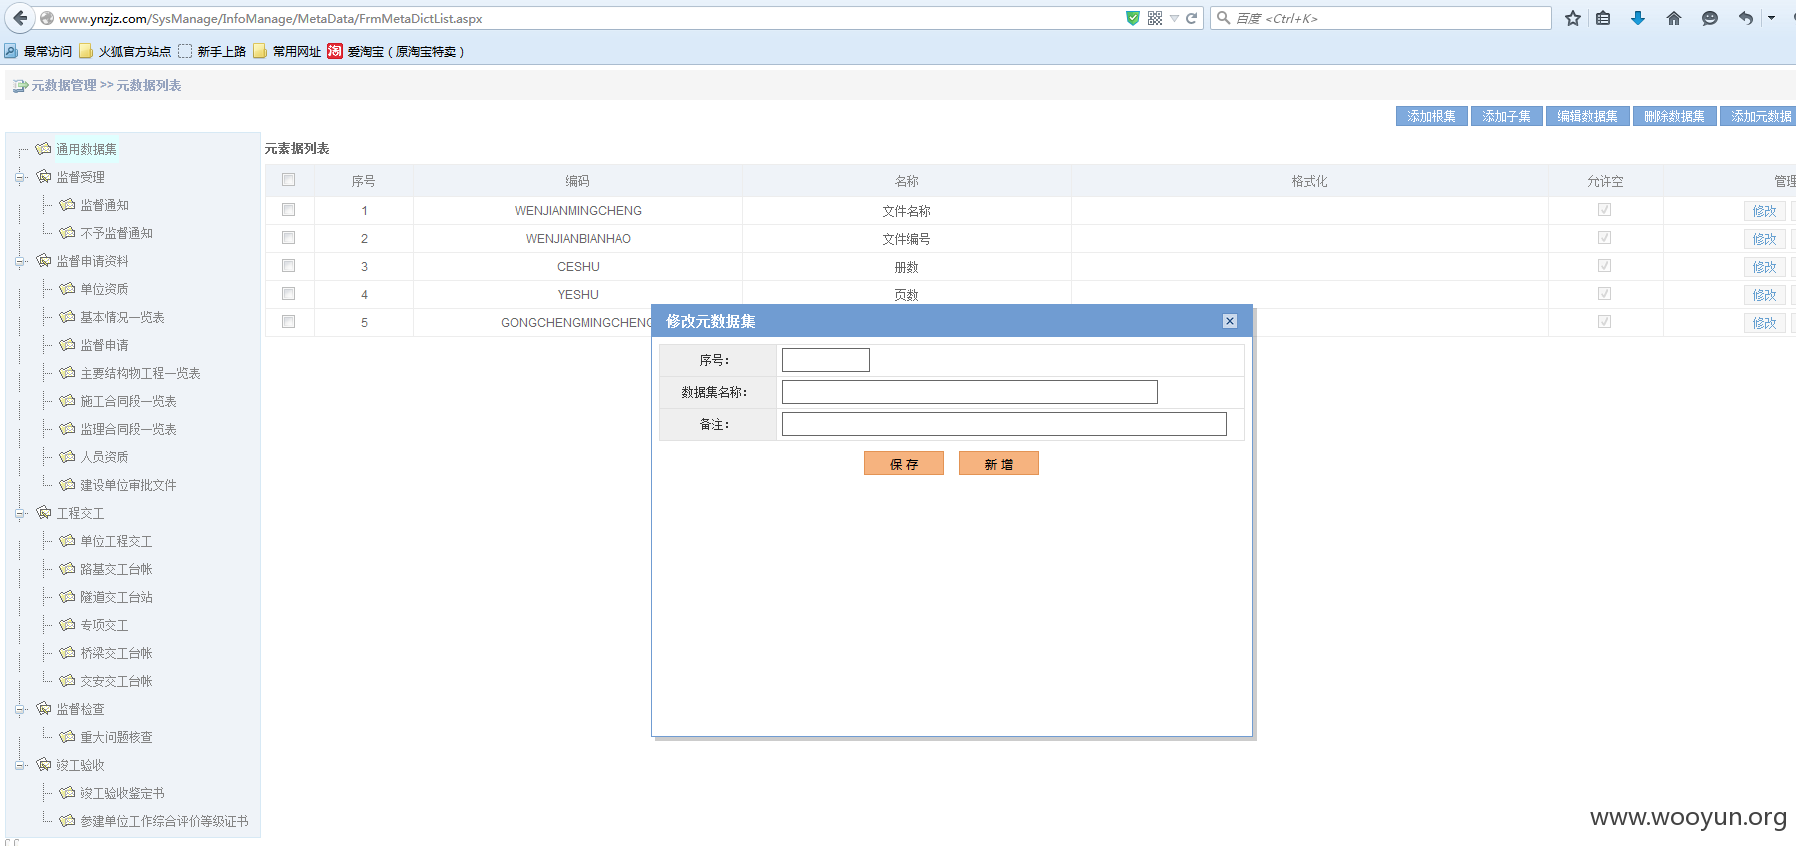 www.ynzjz.com/SysManage/InfoManage/MetaData/FrmMetaDictList.aspx
百度 <Ctrl+K>
最常访问 火狐官方站点 新手上路 常用网址 淘 爱淘宝（原淘宝特卖）
元数据管理 >> 元数据列表
添加根集 添加子集 编辑数据集 删除数据集 添加元数据
通用数据集
监督受理
监督通知
不予监督通知
监督申请资料
单位资质
基本情况一览表
监督申请
主要结构物工程一览表
施工合同段一览表
监理合同段一览表
人员资质
建设单位审批文件
工程交工
单位工程交工
路基交工台帐
隧道交工台站
专项交工
桥梁交工台帐
交安交工台帐
监督检查
重大问题核查
竣工验收
竣工验收鉴定书
参建单位工作综合评价等级证书
元素据列表
序号 编码 名称 格式化 允许空 管理
1 WENJIANMINGCHENG 文件名称 修改
2 WENJIANBIANHAO 文件编号 修改
3 CESHU 册数 修改
4 YESHU 页数 修改
5 GONGCHENGMINGCHENG 修改
修改元数据集
序号：
数据集名称：
备注：
保 存 新 增
www.wooyun.org